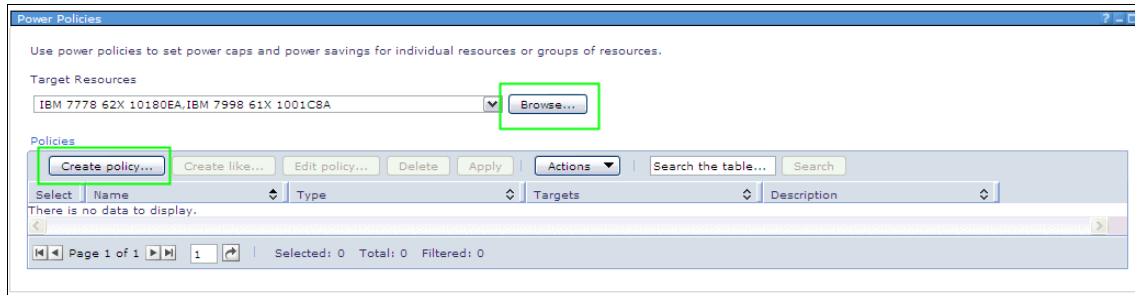 Power Policies ? –
Use power policies to set power caps and power savings for individual resources or groups of resources.
Target Resources
IBM 7778 62X 10180EA,IBM 7998 61X 1001C8A Browse...
Policies
Create policy... Create like... Edit policy... Delete Apply Actions Search the table... Search
Select Name Type Targets Description
There is no data to display.
Page 1 of 1 1 Selected: 0 Total: 0 Filtered: 0